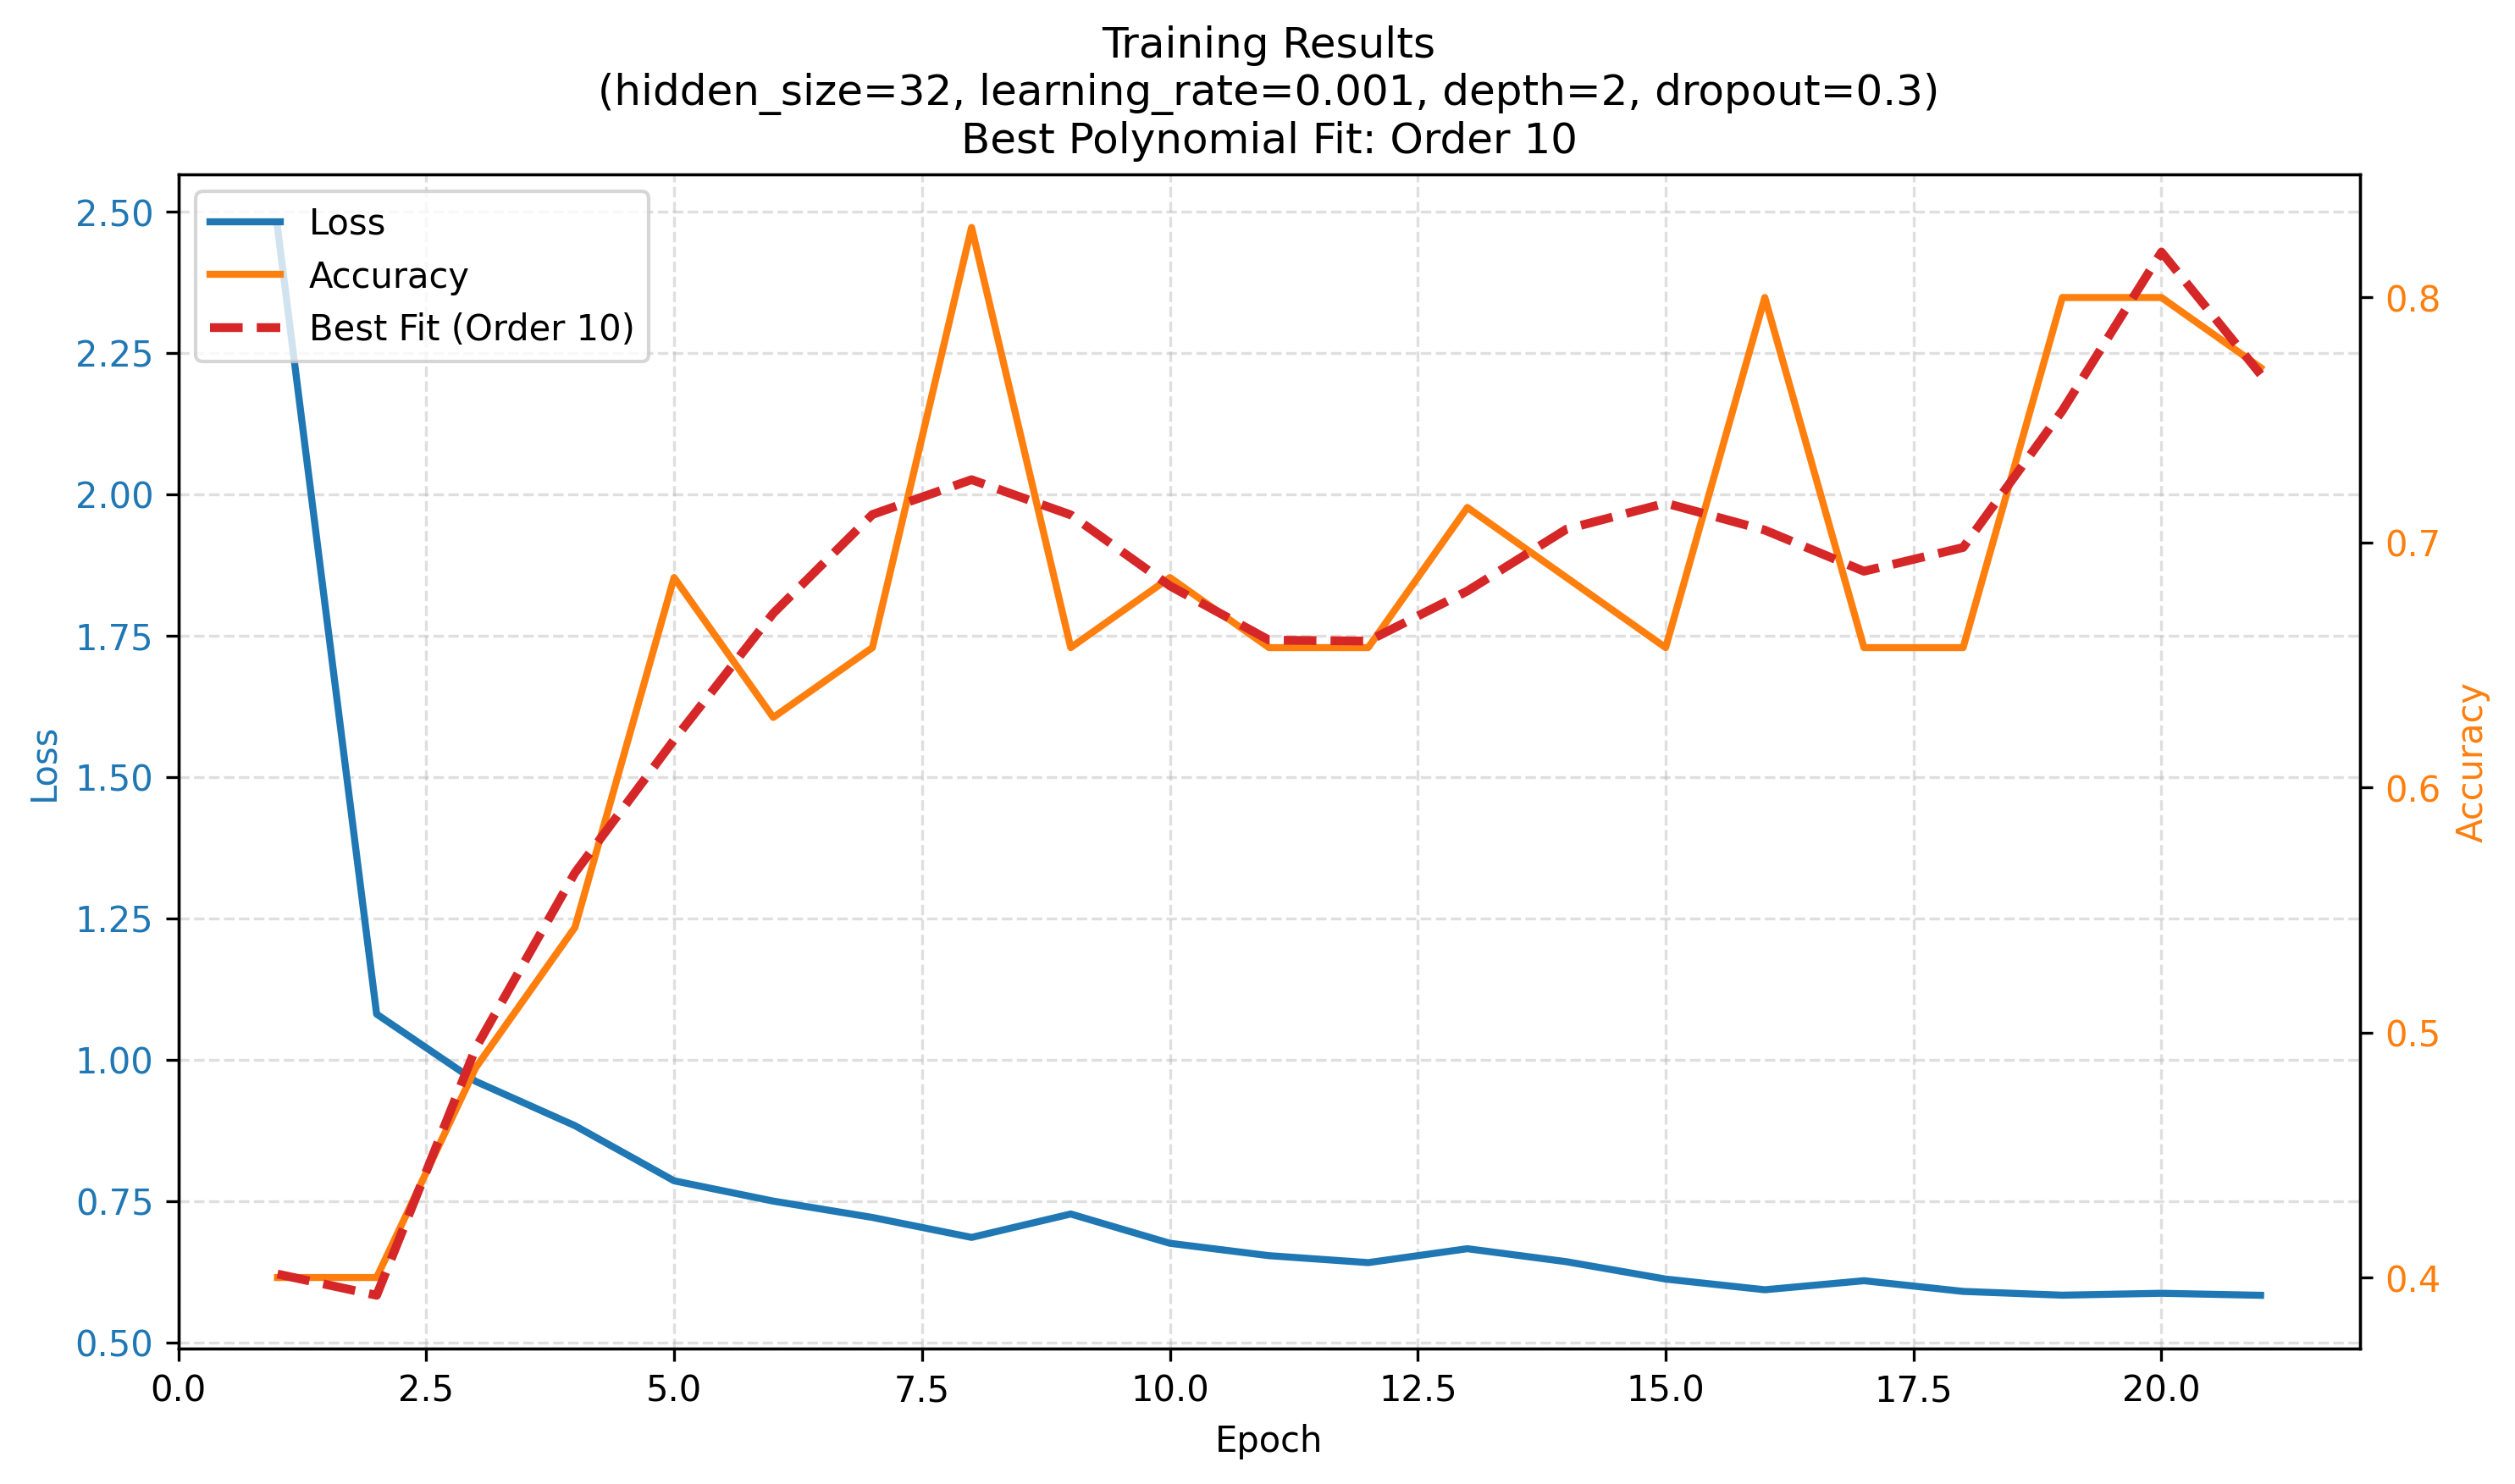 Training Results
(hidden_size=32, learning_rate=0.001, depth=2, dropout=0.3)
Best Polynomial Fit: Order 10
Loss
Accuracy
Best Fit (Order 10)
Loss
2.50
2.25
2.00
1.75
1.50
1.25
1.00
0.75
0.50
0.8
0.7
0.6
0.5
0.4
Accuracy
0.0 2.5 5.0 7.5 10.0 12.5 15.0 17.5 20.0
Epoch